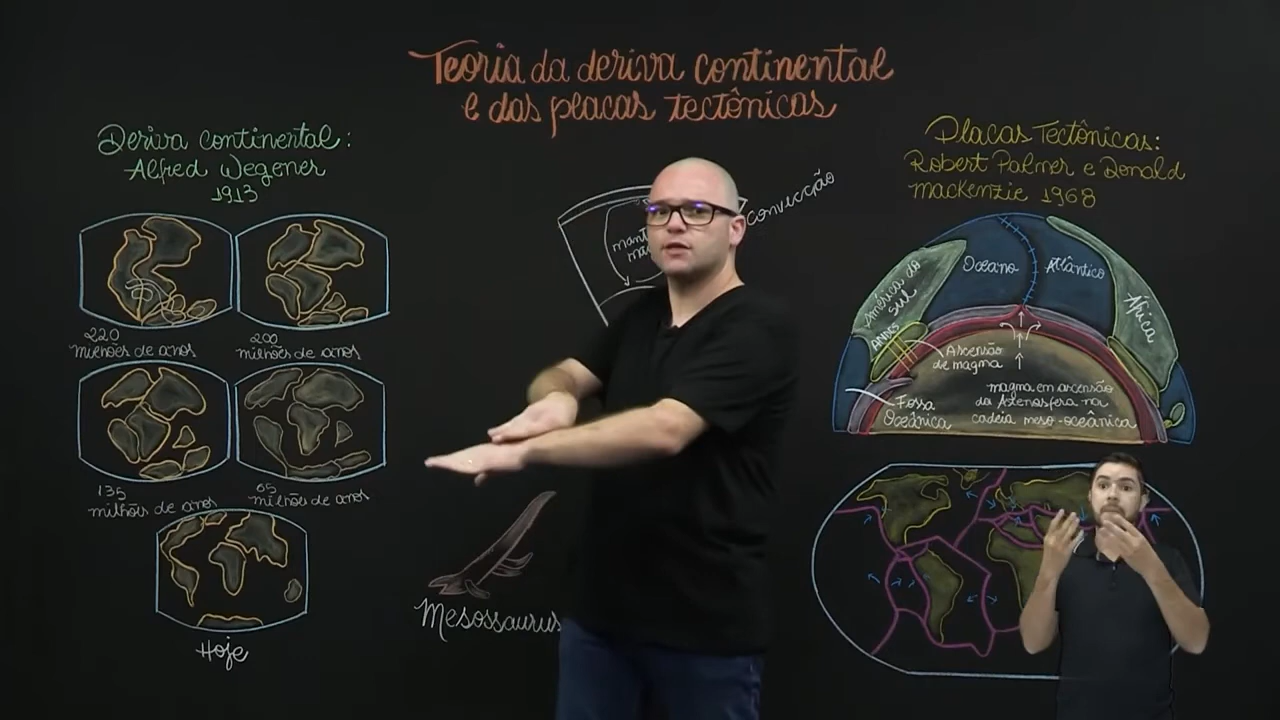 Teoria da deriva continental
e das placas tectônicas
Deriva continental:
Alfred Wegener
1913
220
milhões de anos
200
milhões de anos
135
milhões de anos
65
milhões de anos
Hoje
convecção
Mesossaurus
Placas Tectônicas:
Robert Palmer e Donald
Mackenzie 1968
América do
sul
Oceano Atlântico
África
ANDES
Ascensão
de magma
Fossa
Oceânica
magma em ascensão
da Astenosfera na
cadeia meso-oceânica